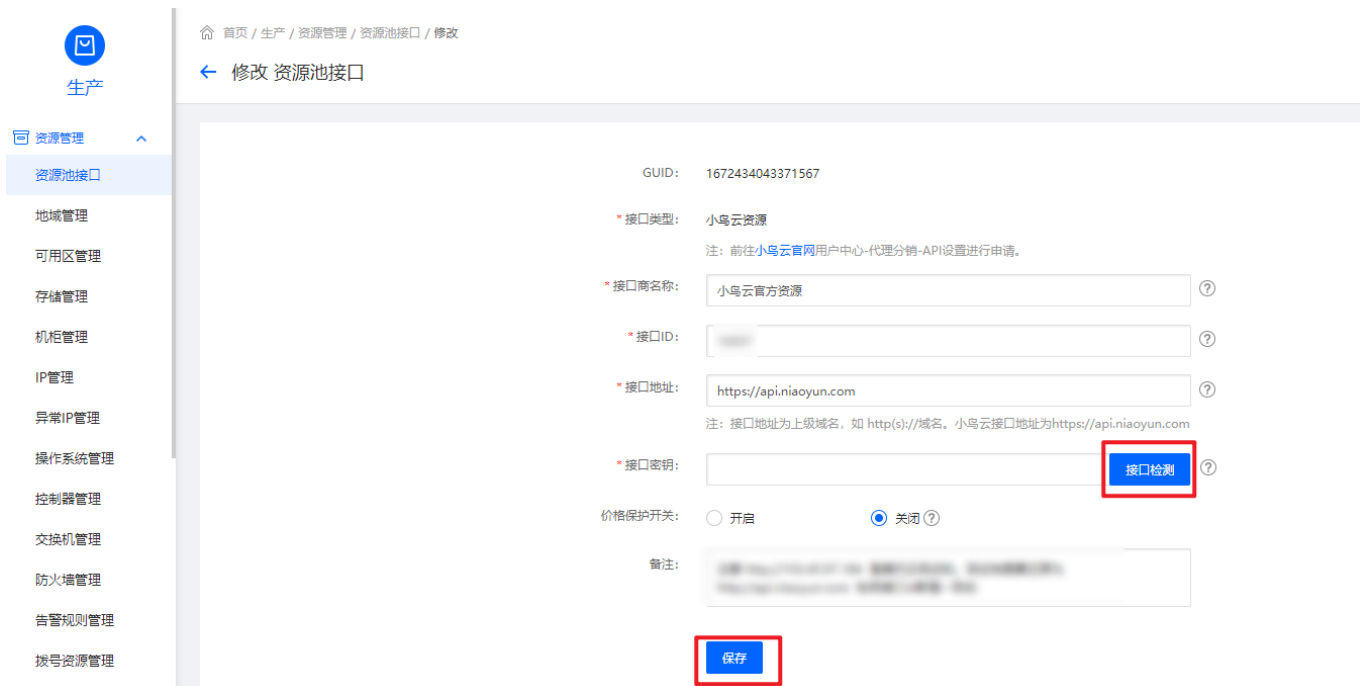 首页 / 生产 / 资源管理 / 资源池接口 / 修改
← 修改 资源池接口
生产
资源管理
资源池接口
地域管理
可用区管理
存储管理
机柜管理
IP管理
异常IP管理
操作系统管理
控制器管理
交换机管理
防火墙管理
告警规则管理
拨号资源管理
GUID: 1672434043371567
*接口类型: 小鸟云资源
注：前往小鸟云官网用户中心-代理分销-API设置进行申请。
*接口商名称: 小鸟云官方资源 ?
*接口ID: ?
*接口地址: https://api.niaoyun.com ?
注：接口地址为上级域名，如 http(s)://域名。小鸟云接口地址为https://api.niaoyun.com
*接口密钥: 接口检测 ?
价格保护开关: 开启 关闭 ?
备注:
保存